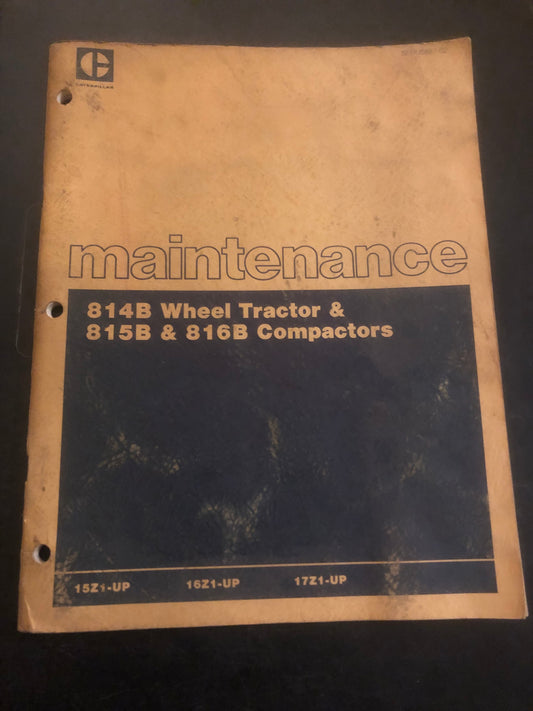 CATERPILLAR
maintenance
814B Wheel Tractor &
815B & 816B Compactors
15Z1-UP 16Z1-UP 17Z1-UP